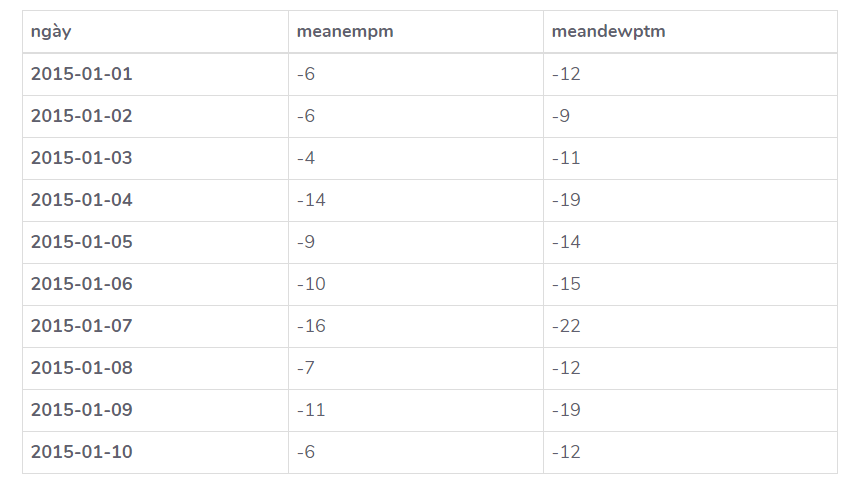 ngày meanempm meandewptm
2015-01-01 -6 -12
2015-01-02 -6 -9
2015-01-03 -4 -11
2015-01-04 -14 -19
2015-01-05 -9 -14
2015-01-06 -10 -15
2015-01-07 -16 -22
2015-01-08 -7 -12
2015-01-09 -11 -19
2015-01-10 -6 -12